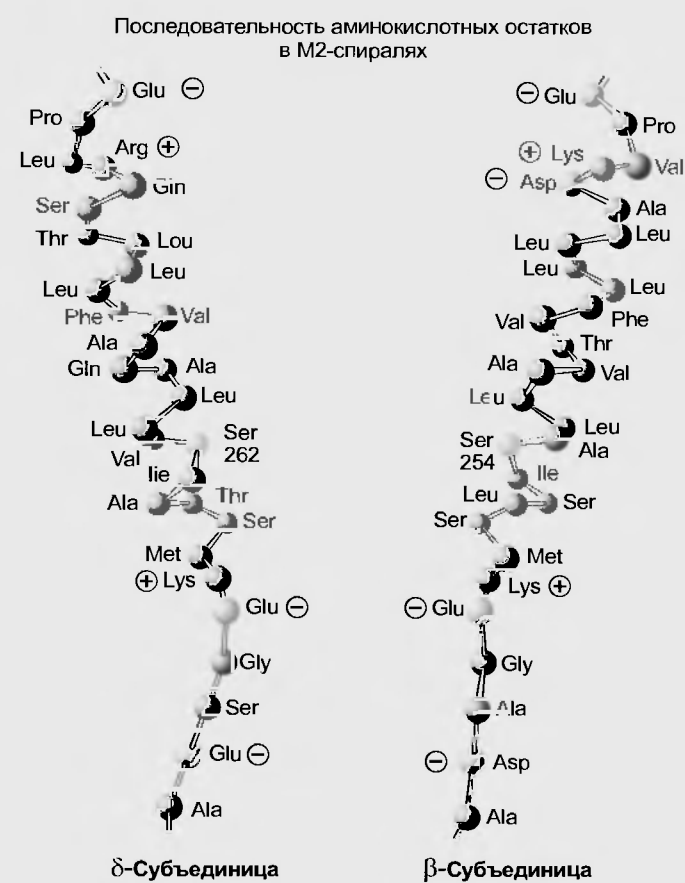 Последовательность аминокислотных остатков
в М2-спиралях
Glu ⊖
Pro
Arg ⊕
Leu
Gin
Ser
Thr
Lou
Leu
Leu
Phe
Val
Ala
Gln
Ala
Leu
Leu
Val
Ser
262
Iie
Ala
Thr
Ser
Met
⊕ Lys
Glu ⊖
Gly
Ser
Glu ⊖
Ala
δ-Субъединица
⊖ Glu
Pro
⊕ Lys
Val
⊖ Asp
Ala
Leu
Leu
Leu
Leu
Phe
Val
Thr
Ala
Val
Leu
Leu
Ala
Ser
254
Ile
Leu
Ser
Ser
Met
Lys ⊕
⊖ Glu
Gly
Ala
⊖ Asp
Ala
β-Субъединица